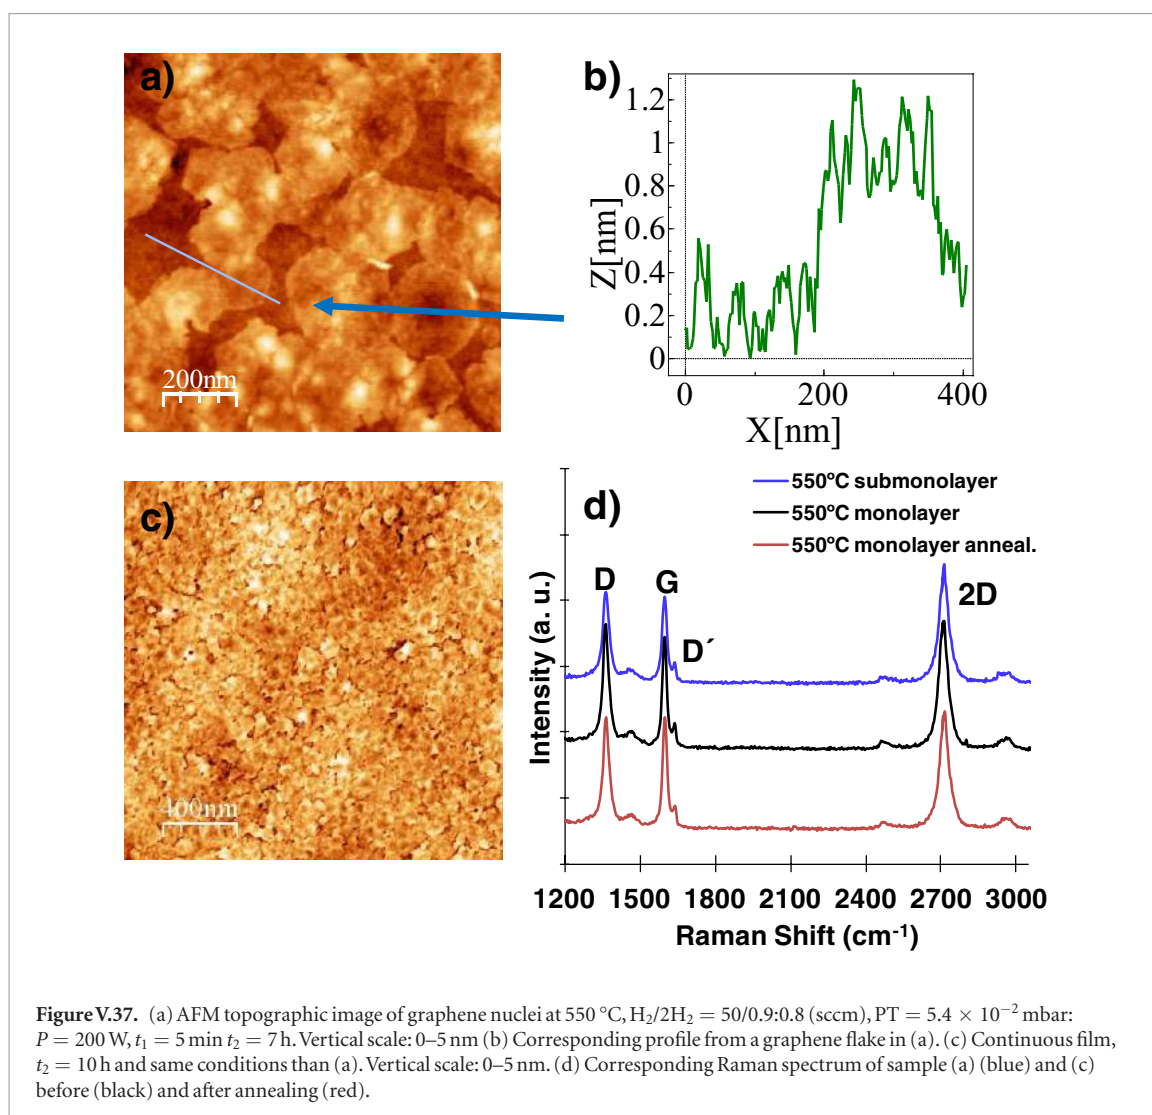 a)
200nm
b)
1.2
1
0.8
0.6
0.4
0.2
0
Z[nm]
0
200
400
X[nm]
c)
400nm
d)
550ºC submonolayer
550ºC monolayer
550ºC monolayer anneal.
D
G
D´
2D
Intensity (a. u.)
1200 1500 1800 2100 2400 2700 3000
Raman Shift (cm⁻¹)
Figure V.37. (a) AFM topographic image of graphene nuclei at 550 °C, H₂/2H₂ = 50/0.9:0.8 (sccm), PT = 5.4 × 10⁻² mbar:
P = 200 W, t₁ = 5 min t₂ = 7 h. Vertical scale: 0–5 nm (b) Corresponding profile from a graphene flake in (a). (c) Continuous film,
t₂ = 10 h and same conditions than (a). Vertical scale: 0–5 nm. (d) Corresponding Raman spectrum of sample (a) (blue) and (c)
before (black) and after annealing (red).